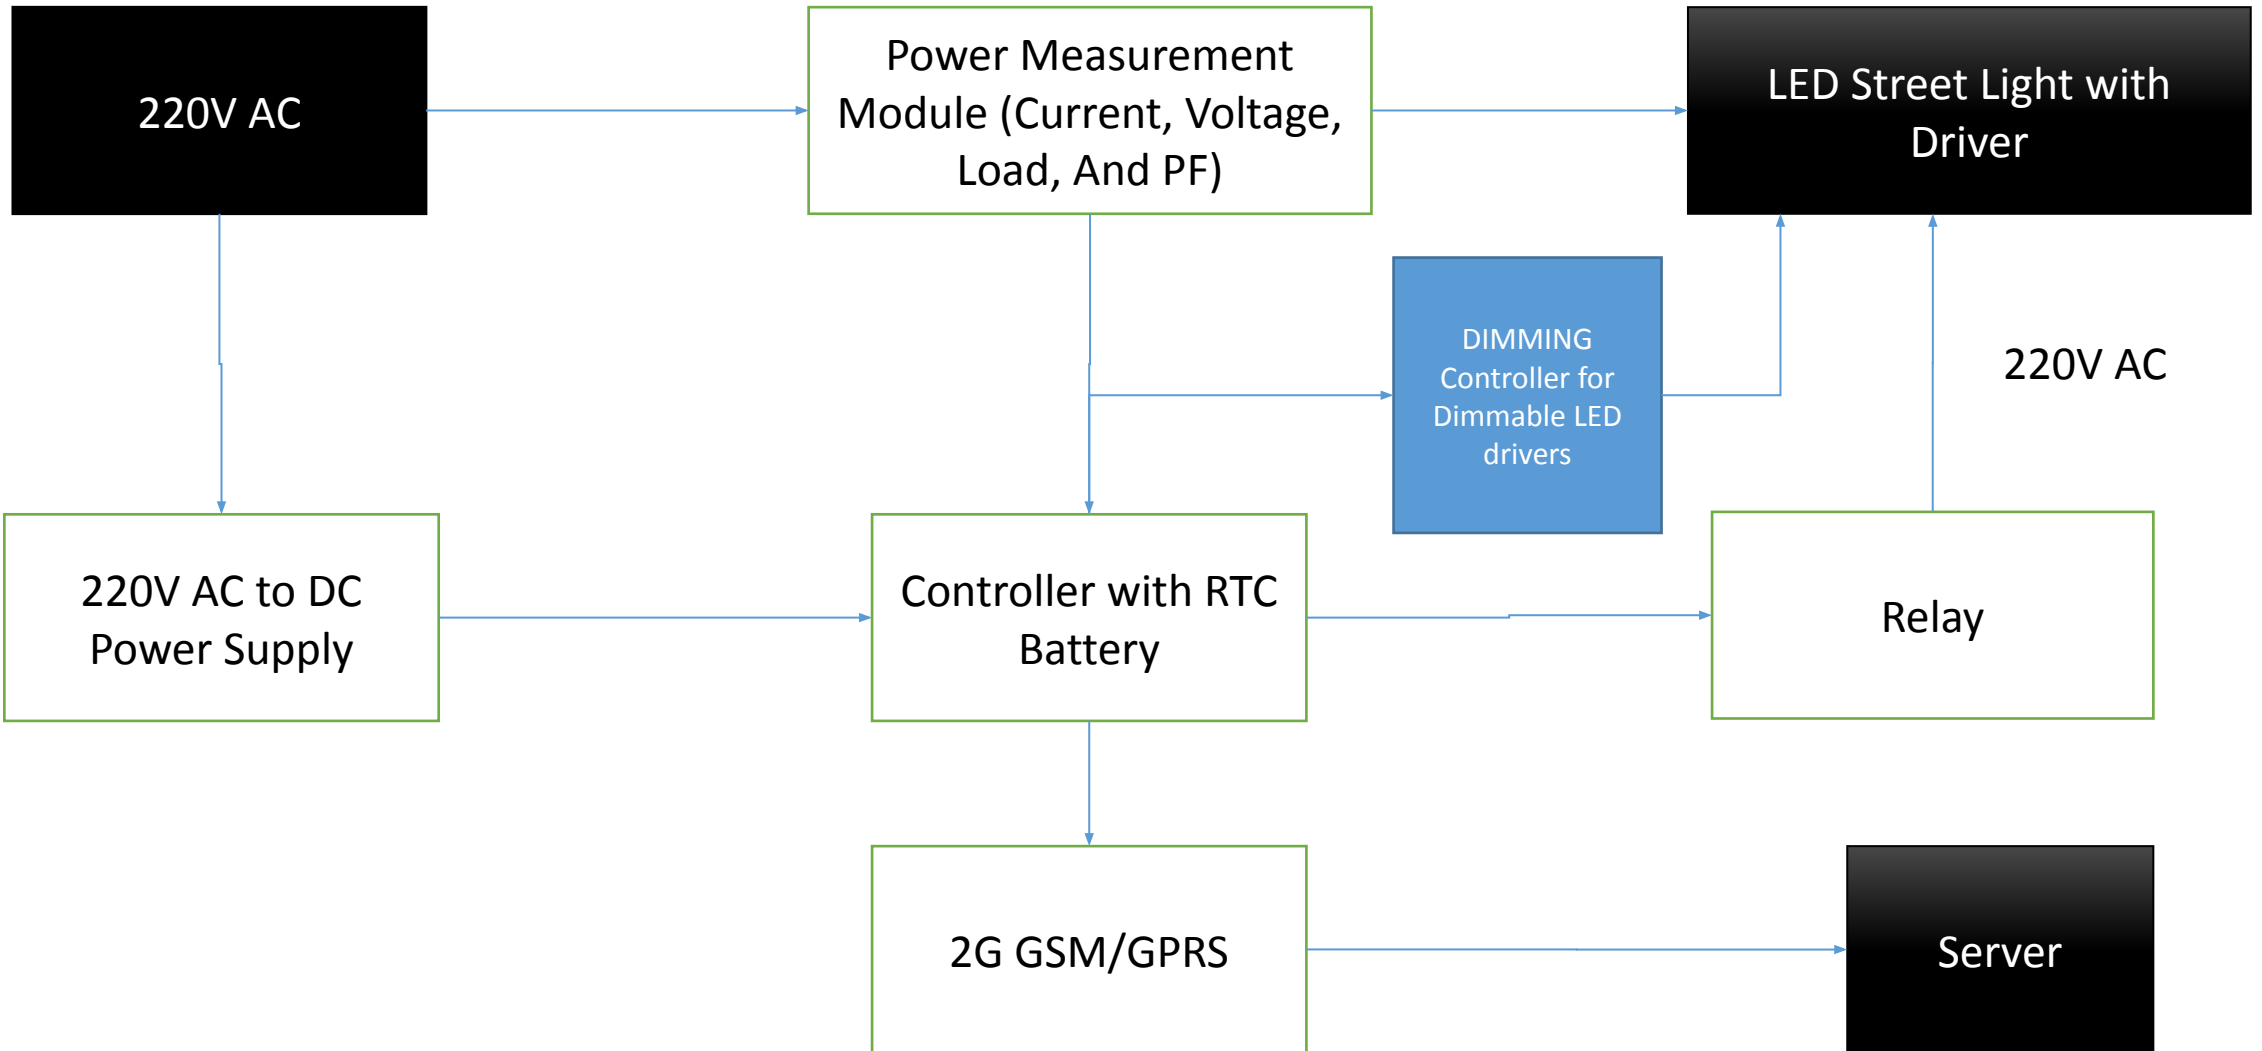 220V AC
Power Measurement
Module (Current, Voltage,
Load, And PF)
LED Street Light with
Driver
DIMMING
Controller for
Dimmable LED
drivers
220V AC
220V AC to DC
Power Supply
Controller with RTC
Battery
Relay
2G GSM/GPRS
Server